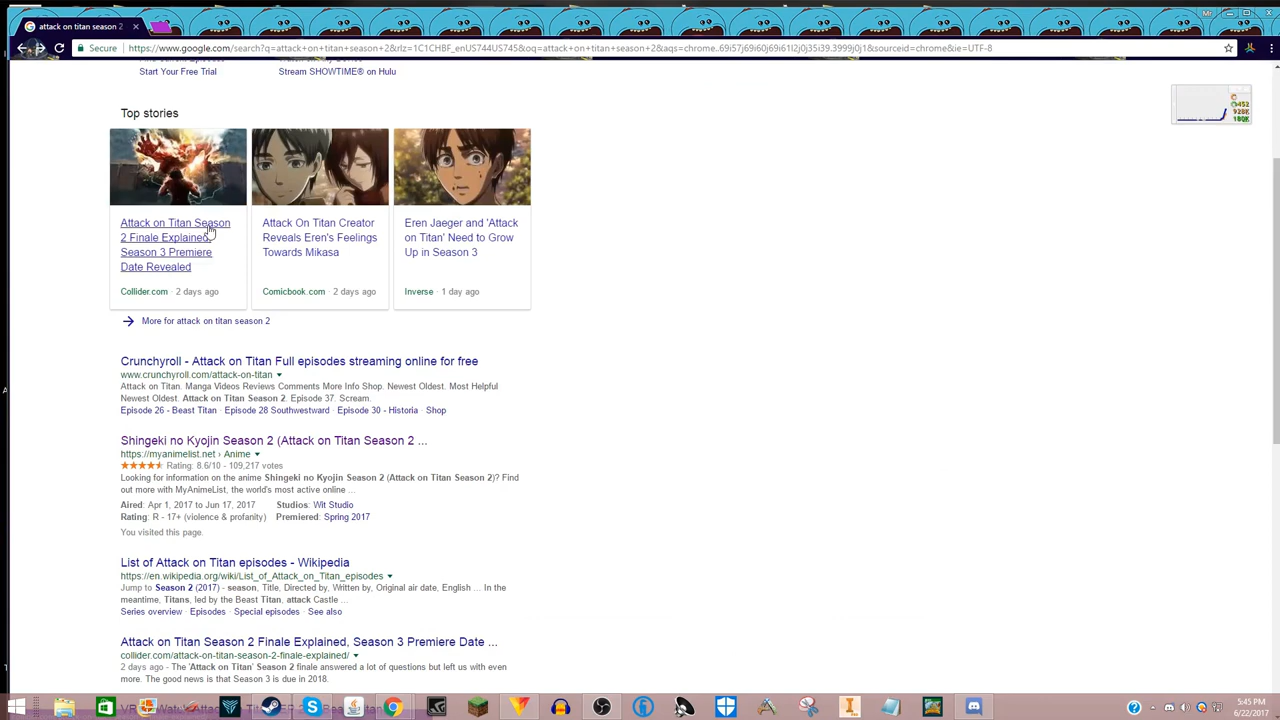 attack on titan season 2
Mr
Secure
https://www.google.com/search?q=attack+on+titan+season+2&rlz=1C1CHBF_enUS744US745&oq=attack+on+titan+season+2&aqs=chrome..69i57j69i60j69i61l2j0j35i39.3999j0j1&sourceid=chrome&ie=UTF-8
Start Your Free Trial
Stream SHOWTIME® on Hulu
Top stories
Attack on Titan Season
2 Finale Explained,
Season 3 Premiere
Date Revealed
Collider.com · 2 days ago
Attack On Titan Creator
Reveals Eren's Feelings
Towards Mikasa
Comicbook.com · 2 days ago
Eren Jaeger and 'Attack
on Titan' Need to Grow
Up in Season 3
Inverse · 1 day ago
More for attack on titan season 2
Crunchyroll - Attack on Titan Full episodes streaming online for free
www.crunchyroll.com/attack-on-titan
Attack on Titan. Manga Videos Reviews Comments More Info Shop. Newest Oldest. Most Helpful
Newest Oldest. Attack on Titan Season 2. Episode 37. Scream.
Episode 26 - Beast Titan · Episode 28 Southwestward · Episode 30 - Historia · Shop
Shingeki no Kyojin Season 2 (Attack on Titan Season 2 ...
https://myanimelist.net › Anime
Rating: 8.6/10 - 109,217 votes
Looking for information on the anime Shingeki no Kyojin Season 2 (Attack on Titan Season 2)? Find
out more with MyAnimeList, the world's most active online ...
Aired: Apr 1, 2017 to Jun 17, 2017 Studios: Wit Studio
Rating: R - 17+ (violence & profanity) Premiered: Spring 2017
You visited this page.
List of Attack on Titan episodes - Wikipedia
https://en.wikipedia.org/wiki/List_of_Attack_on_Titan_episodes
Jump to Season 2 (2017) - season, Title, Directed by, Written by, Original air date, English ... In the
meantime, Titans, led by the Beast Titan, attack Castle ...
Series overview · Episodes · Special episodes · See also
Attack on Titan Season 2 Finale Explained, Season 3 Premiere Date ...
collider.com/attack-on-titan-season-2-finale-explained/
2 days ago - The 'Attack on Titan' Season 2 finale answered a lot of questions but left us with even
more. The good news is that Season 3 is due in 2018.
452
928K
180K
5:45 PM
6/22/2017